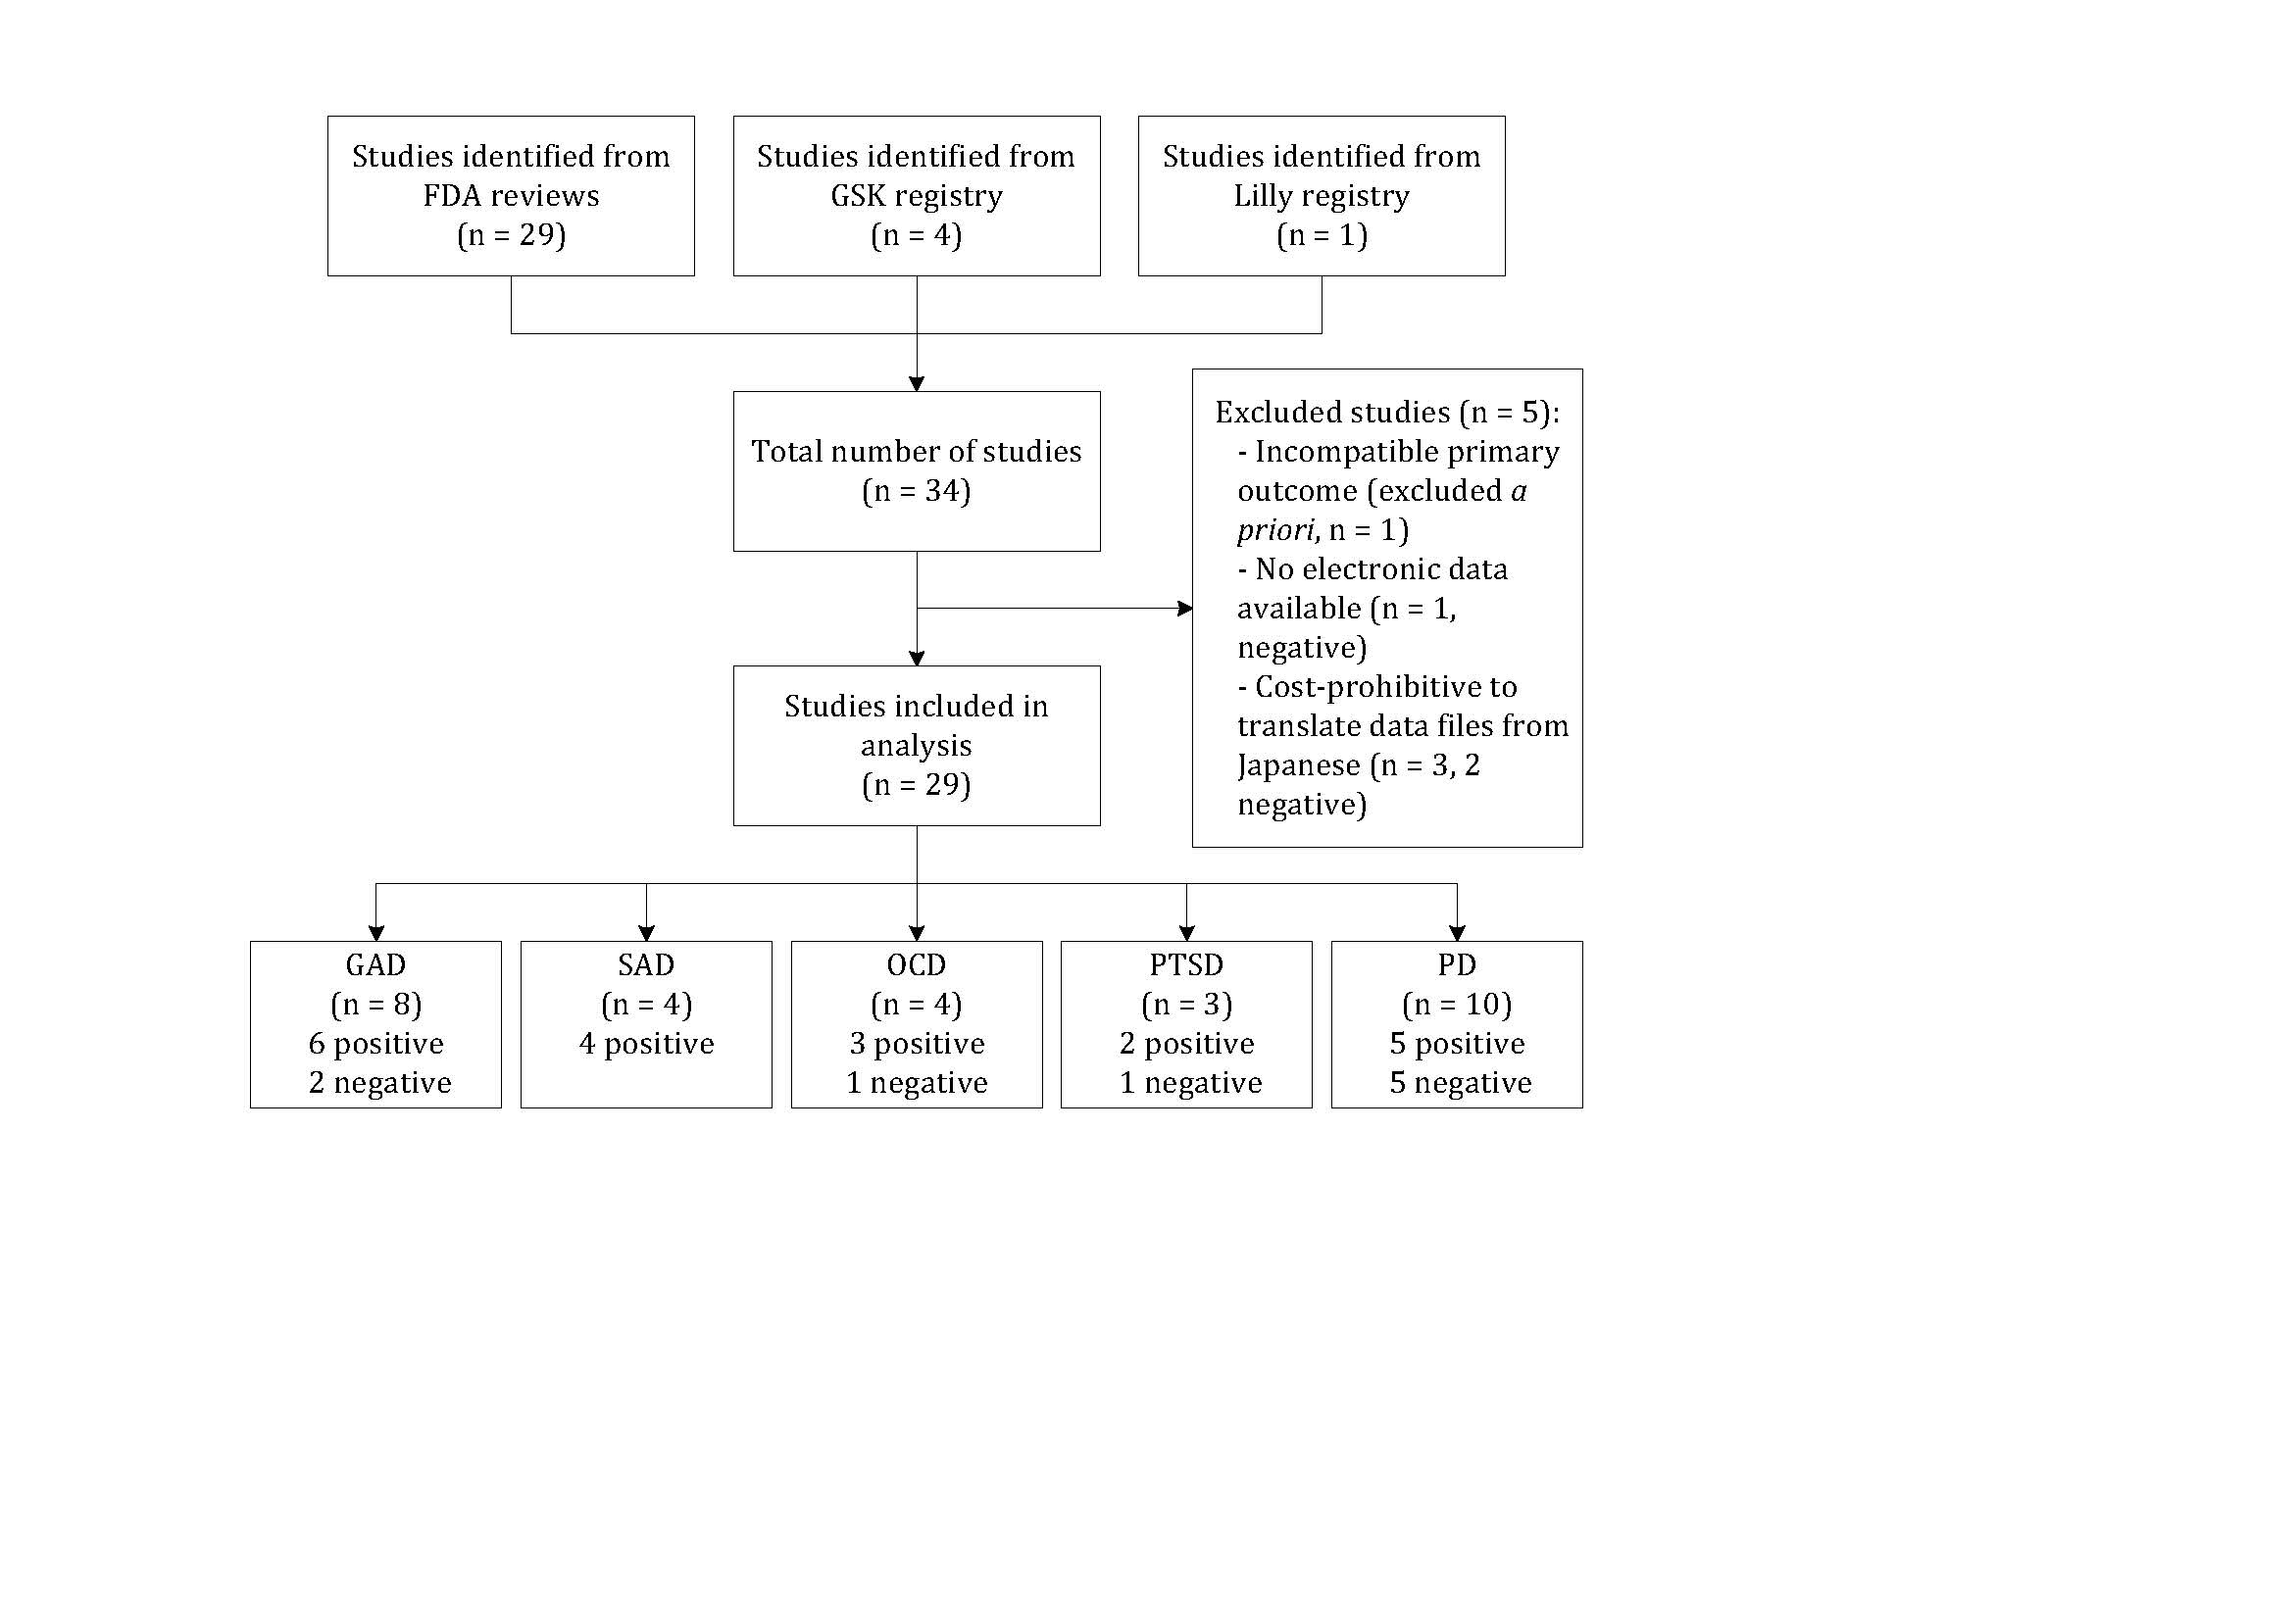 Studies identified from
FDA reviews
(n = 29)
Studies identified from
GSK registry
(n = 4)
Studies identified from
Lilly registry
(n = 1)
Total number of studies
(n = 34)
Excluded studies (n = 5):
- Incompatible primary
outcome (excluded a
priori, n = 1)
- No electronic data
available (n = 1,
negative)
- Cost-prohibitive to
translate data files from
Japanese (n = 3, 2
negative)
Studies included in
analysis
(n = 29)
GAD
(n = 8)
6 positive
2 negative
SAD
(n = 4)
4 positive
OCD
(n = 4)
3 positive
1 negative
PTSD
(n = 3)
2 positive
1 negative
PD
(n = 10)
5 positive
5 negative